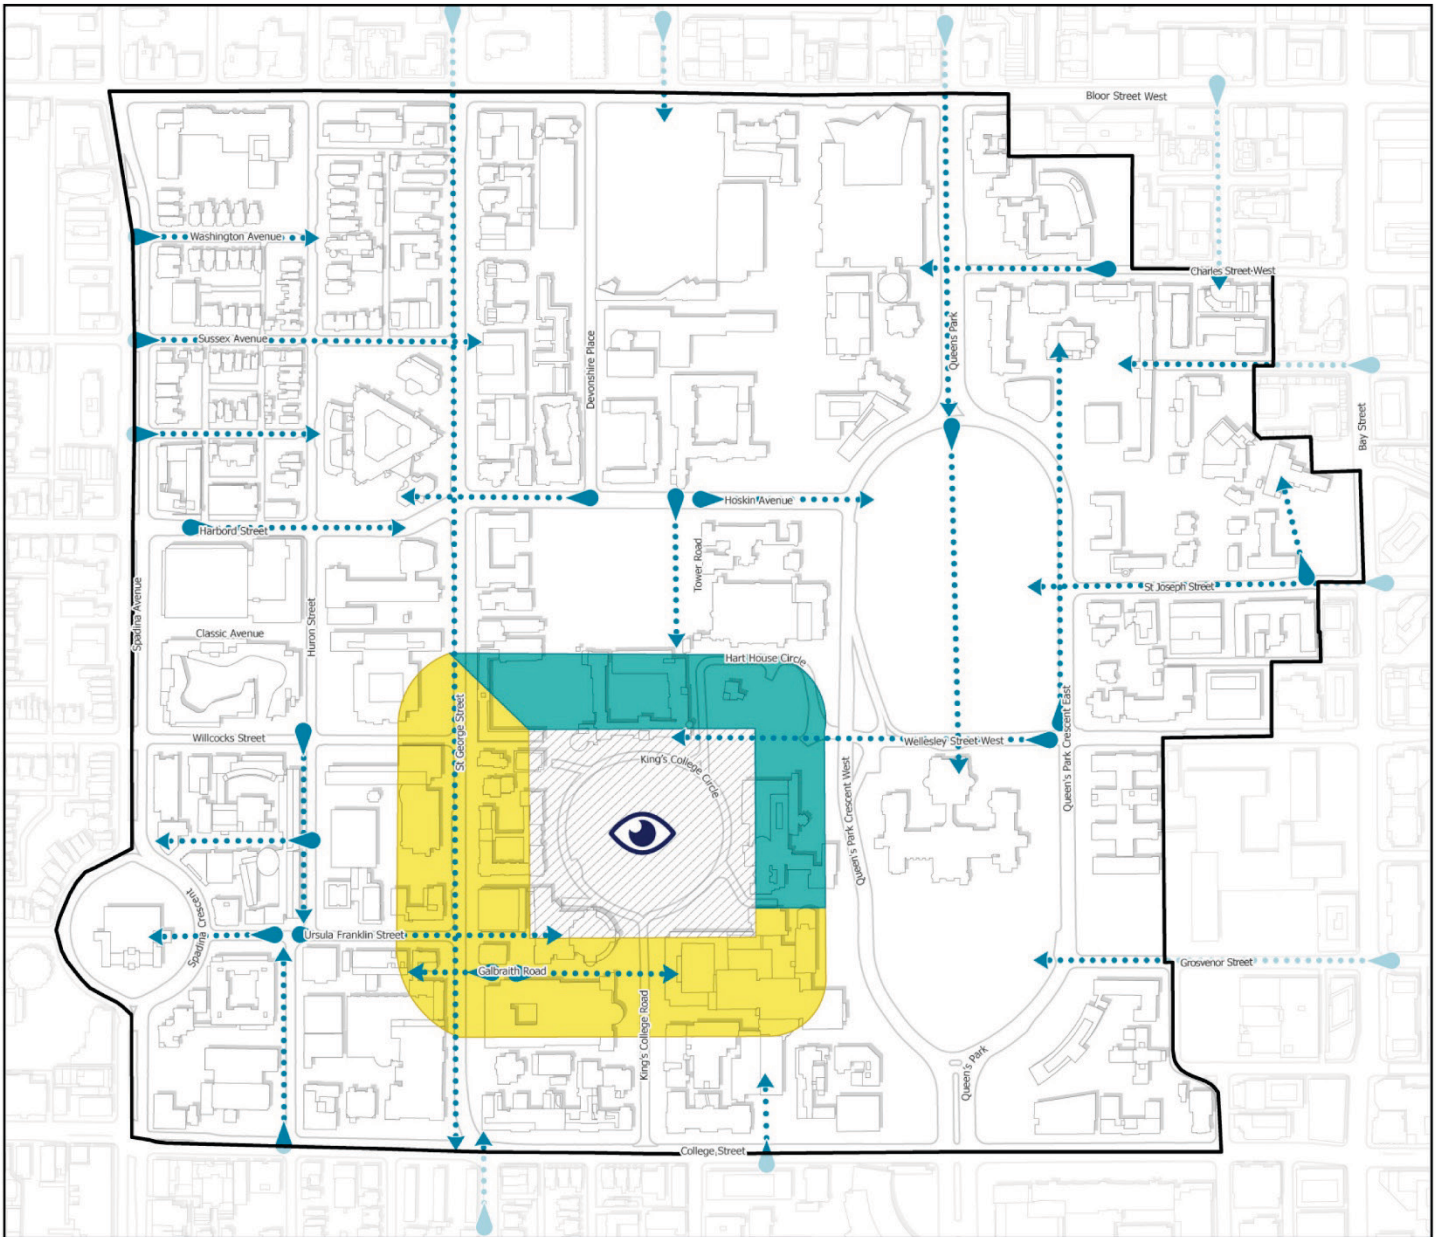 Bloor Street West
Washington Avenue
Charles Street West
Sussex Avenue
Devonshire Place
Queens Park
Bay Street
Hoskin Avenue
Harbord Street
Tower Road
St Joseph Street
Spadina Avenue
Huron Street
Classic Avenue
Hart House Circle
St George Street
Queen's Park Crescent East
Willcocks Street
Wellesley Street West
King's College Circle
Queen's Park Crescent West
Spadina Crescent
Ursula Franklin Street
Galbraith Road
Grosvenor Street
King's College Road
Queen's Park
College Street